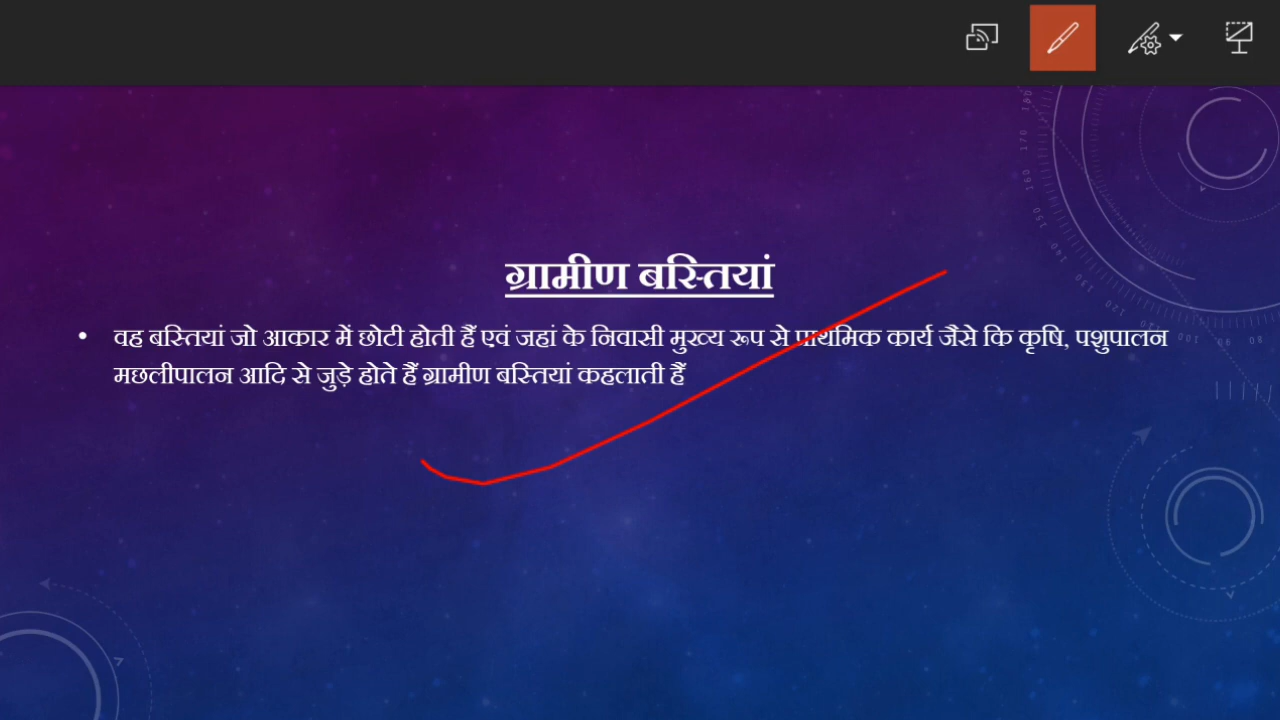 ग्रामीण बस्तियां
• वह बस्तियां जो आकार में छोटी होती हैं एवं जहां के निवासी मुख्य रूप से प्राथमिक कार्य जैसे कि कृषि, पशुपालन
मछलीपालन आदि से जुड़े होते हैं ग्रामीण बस्तियां कहलाती हैं